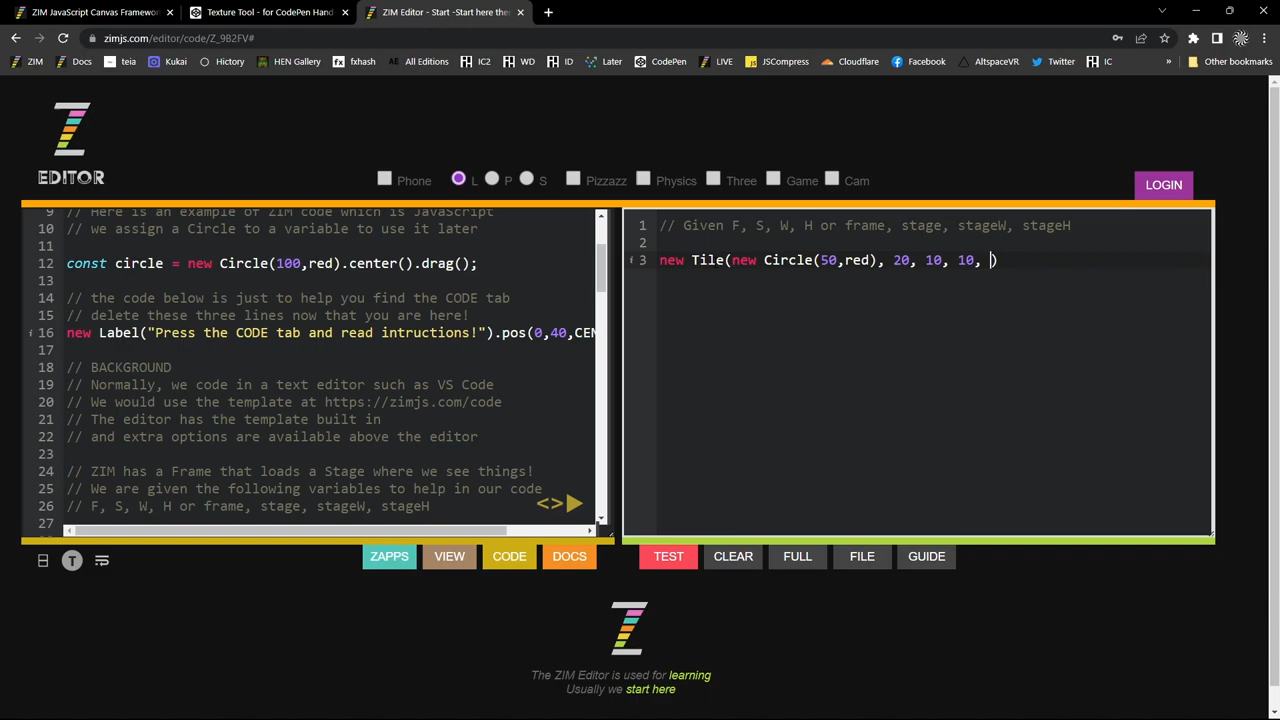 ZIM JavaScript Canvas Framewor
Texture Tool - for CodePen Hand
ZIM Editor - Start -Start here the
zimjs.com/editor/code/Z_9B2FV#
ZIM
Docs
teia
Kukai
Hictory
HEN Gallery
fxhash
All Editions
IC2
WD
ID
Later
CodePen
LIVE
JSCompress
Cloudflare
Facebook
AltspaceVR
Twitter
IC
»
Other bookmarks
EDITOR
Phone
L
P
S
Pizzazz
Physics
Three
Game
Cam
LOGIN
9 // Here is an example of ZIM code which is JavaScript
10 // we assign a Circle to a variable to use it later
11
12 const circle = new Circle(100,red).center().drag();
13
14 // the code below is just to help you find the CODE tab
15 // delete these three lines now that you are here!
16 new Label("Press the CODE tab and read intructions!").pos(0,40,CEN
17
18 // BACKGROUND
19 // Normally, we code in a text editor such as VS Code
20 // We would use the template at https://zimjs.com/code
21 // The editor has the template built in
22 // and extra options are available above the editor
23
24 // ZIM has a Frame that loads a Stage where we see things!
25 // We are given the following variables to help in our code
26 // F, S, W, H or frame, stage, stageW, stageH
27
1 // Given F, S, W, H or frame, stage, stageW, stageH
2
3 new Tile(new Circle(50,red), 20, 10, 10, )
T
ZAPPS
VIEW
CODE
DOCS
TEST
CLEAR
FULL
FILE
GUIDE
The ZIM Editor is used for learning
Usually we start here